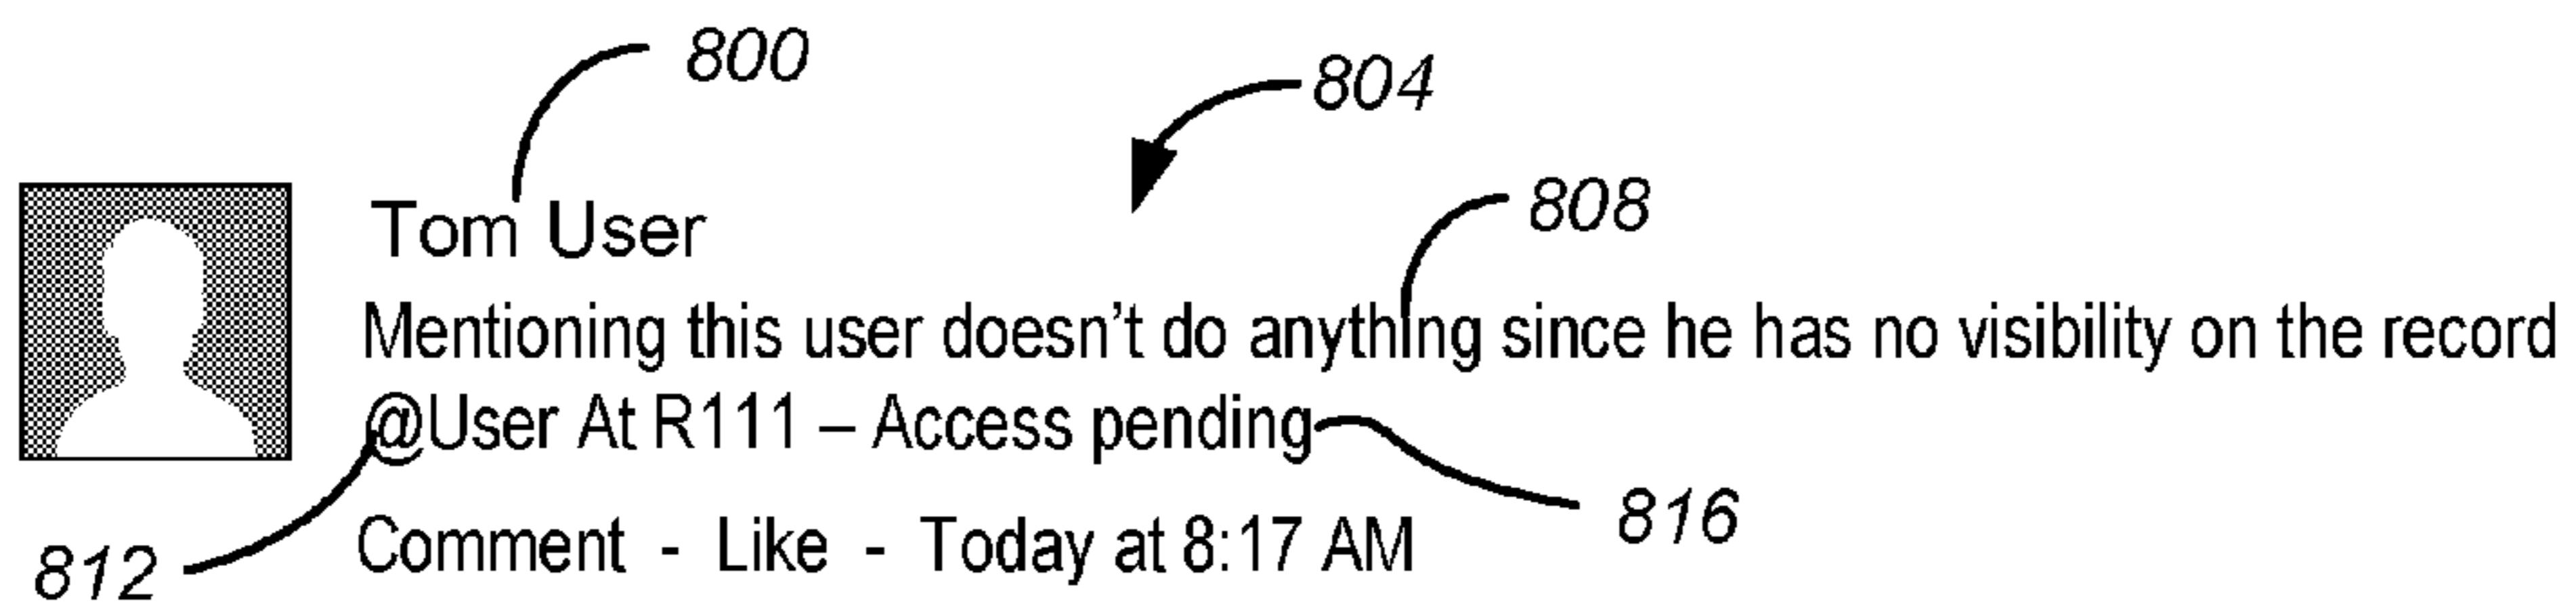 800
804
808
Tom User
Mentioning this user doesn’t do anything since he has no visibility on the record
@User At R111 – Access pending
816
Comment - Like - Today at 8:17 AM
812